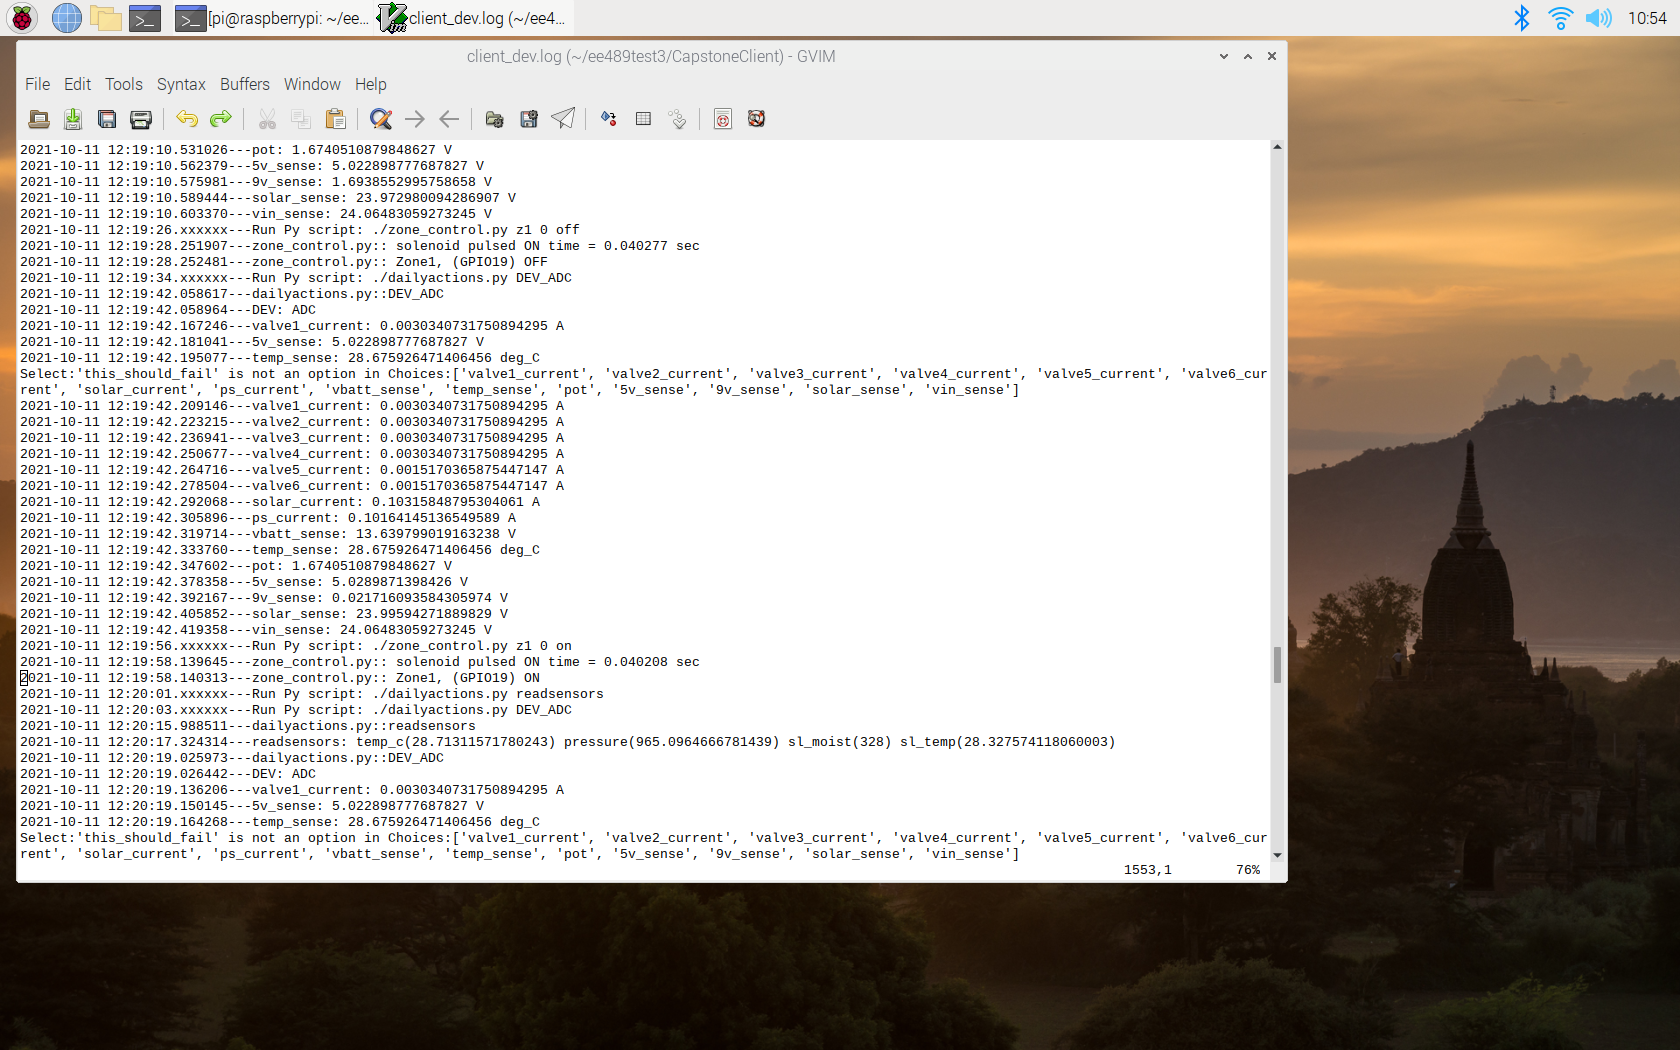 [pi@raspberrypi: ~/ee...
client_dev.log (~/ee4...
10:54
client_dev.log (~/ee489test3/CapstoneClient) - GVIM
File Edit Tools Syntax Buffers Window Help
2021-10-11 12:19:10.531026---pot: 1.6740510879848627 V
2021-10-11 12:19:10.562379---5v_sense: 5.022898777687827 V
2021-10-11 12:19:10.575981---9v_sense: 1.6938552995758658 V
2021-10-11 12:19:10.589444---solar_sense: 23.972980094286907 V
2021-10-11 12:19:10.603370---vin_sense: 24.06483059273245 V
2021-10-11 12:19:26.xxxxxx---Run Py script: ./zone_control.py z1 0 off
2021-10-11 12:19:28.251907---zone_control.py:: solenoid pulsed ON time = 0.040277 sec
2021-10-11 12:19:28.252481---zone_control.py:: Zone1, (GPIO19) OFF
2021-10-11 12:19:34.xxxxxx---Run Py script: ./dailyactions.py DEV_ADC
2021-10-11 12:19:42.058617---dailyactions.py::DEV_ADC
2021-10-11 12:19:42.058964---DEV: ADC
2021-10-11 12:19:42.167246---valve1_current: 0.0030340731750894295 A
2021-10-11 12:19:42.181041---5v_sense: 5.022898777687827 V
2021-10-11 12:19:42.195077---temp_sense: 28.675926471406456 deg_C
Select:'this_should_fail' is not an option in Choices:['valve1_current', 'valve2_current', 'valve3_current', 'valve4_current', 'valve5_current', 'valve6_cur
rent', 'solar_current', 'ps_current', 'vbatt_sense', 'temp_sense', 'pot', '5v_sense', '9v_sense', 'solar_sense', 'vin_sense']
2021-10-11 12:19:42.209146---valve1_current: 0.0030340731750894295 A
2021-10-11 12:19:42.223215---valve2_current: 0.0030340731750894295 A
2021-10-11 12:19:42.236941---valve3_current: 0.0030340731750894295 A
2021-10-11 12:19:42.250677---valve4_current: 0.0030340731750894295 A
2021-10-11 12:19:42.264716---valve5_current: 0.0015170365875447147 A
2021-10-11 12:19:42.278504---valve6_current: 0.0015170365875447147 A
2021-10-11 12:19:42.292068---solar_current: 0.10315848795304061 A
2021-10-11 12:19:42.305896---ps_current: 0.10164145136549589 A
2021-10-11 12:19:42.319714---vbatt_sense: 13.639799019163238 V
2021-10-11 12:19:42.333760---temp_sense: 28.675926471406456 deg_C
2021-10-11 12:19:42.347602---pot: 1.6740510879848627 V
2021-10-11 12:19:42.378358---5v_sense: 5.0289871398426 V
2021-10-11 12:19:42.392167---9v_sense: 0.021716093584305974 V
2021-10-11 12:19:42.405852---solar_sense: 23.99594271889829 V
2021-10-11 12:19:42.419358---vin_sense: 24.06483059273245 V
2021-10-11 12:19:56.xxxxxx---Run Py script: ./zone_control.py z1 0 on
2021-10-11 12:19:58.139645---zone_control.py:: solenoid pulsed ON time = 0.040208 sec
2021-10-11 12:19:58.140313---zone_control.py:: Zone1, (GPIO19) ON
2021-10-11 12:20:01.xxxxxx---Run Py script: ./dailyactions.py readsensors
2021-10-11 12:20:03.xxxxxx---Run Py script: ./dailyactions.py DEV_ADC
2021-10-11 12:20:15.988511---dailyactions.py::readsensors
2021-10-11 12:20:17.324314---readsensors: temp_c(28.71311571780243) pressure(965.0964666781439) sl_moist(328) sl_temp(28.327574118060003)
2021-10-11 12:20:19.025973---dailyactions.py::DEV_ADC
2021-10-11 12:20:19.026442---DEV: ADC
2021-10-11 12:20:19.136206---valve1_current: 0.0030340731750894295 A
2021-10-11 12:20:19.150145---5v_sense: 5.022898777687827 V
2021-10-11 12:20:19.164268---temp_sense: 28.675926471406456 deg_C
Select:'this_should_fail' is not an option in Choices:['valve1_current', 'valve2_current', 'valve3_current', 'valve4_current', 'valve5_current', 'valve6_cur
rent', 'solar_current', 'ps_current', 'vbatt_sense', 'temp_sense', 'pot', '5v_sense', '9v_sense', 'solar_sense', 'vin_sense']
1553,1 76%